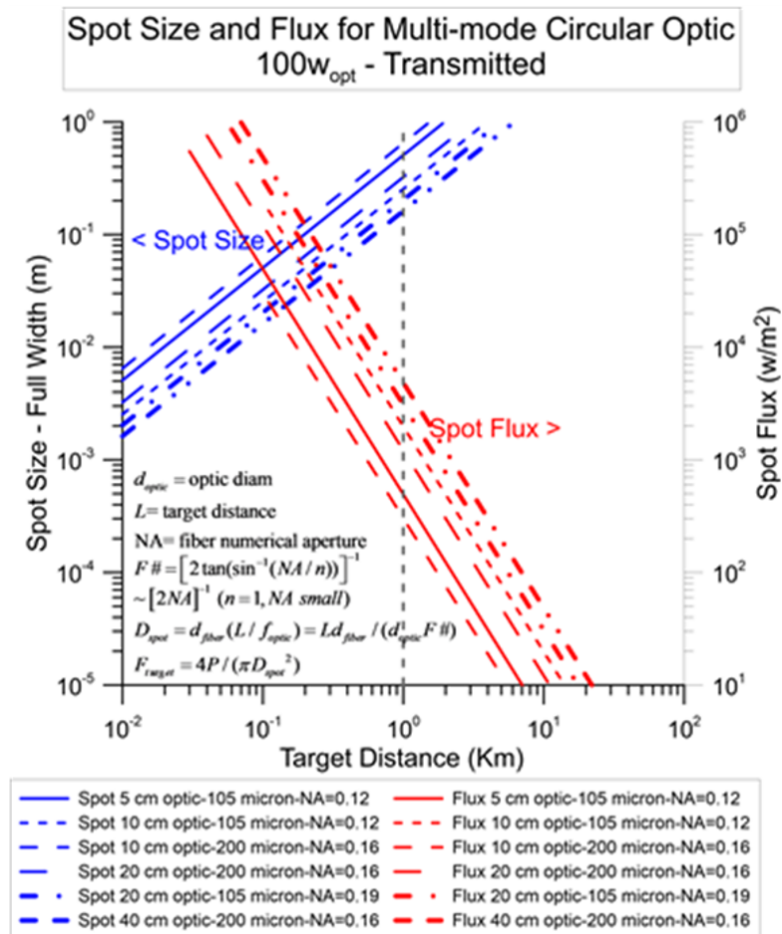 Spot Size and Flux for Multi-mode Circular Optic
100w_opt - Transmitted
Spot Size - Full Width (m)
10^0
10^-1
10^-2
10^-3
10^-4
10^-5
< Spot Size
Spot Flux >
d_optic = optic diam
L= target distance
NA= fiber numerical aperture
F# = [2 tan(sin^-1(NA/n))]^-1
~[2NA]^-1 (n=1, NA small)
D_spot = d_fiber(L/f_optic) = Ld_fiber/(d^1_optic F#)
F_target = 4P/(πD_spot^2)
10^6
10^5
10^4
10^3
10^2
10^1
Spot Flux (w/m^2)
10^-2 10^-1 10^0 10^1 10^2
Target Distance (Km)
Spot 5 cm optic-105 micron-NA=0.12
Spot 10 cm optic-105 micron-NA=0.12
Spot 10 cm optic-200 micron-NA=0.16
Spot 20 cm optic-200 micron-NA=0.16
Spot 20 cm optic-105 micron-NA=0.19
Spot 40 cm optic-200 micron-NA=0.16
Flux 5 cm optic-105 micron-NA=0.12
Flux 10 cm optic-105 micron-NA=0.12
Flux 10 cm optic-200 micron-NA=0.16
Flux 20 cm optic-200 micron-NA=0.16
Flux 20 cm optic-105 micron-NA=0.19
Flux 40 cm optic-200 micron-NA=0.16